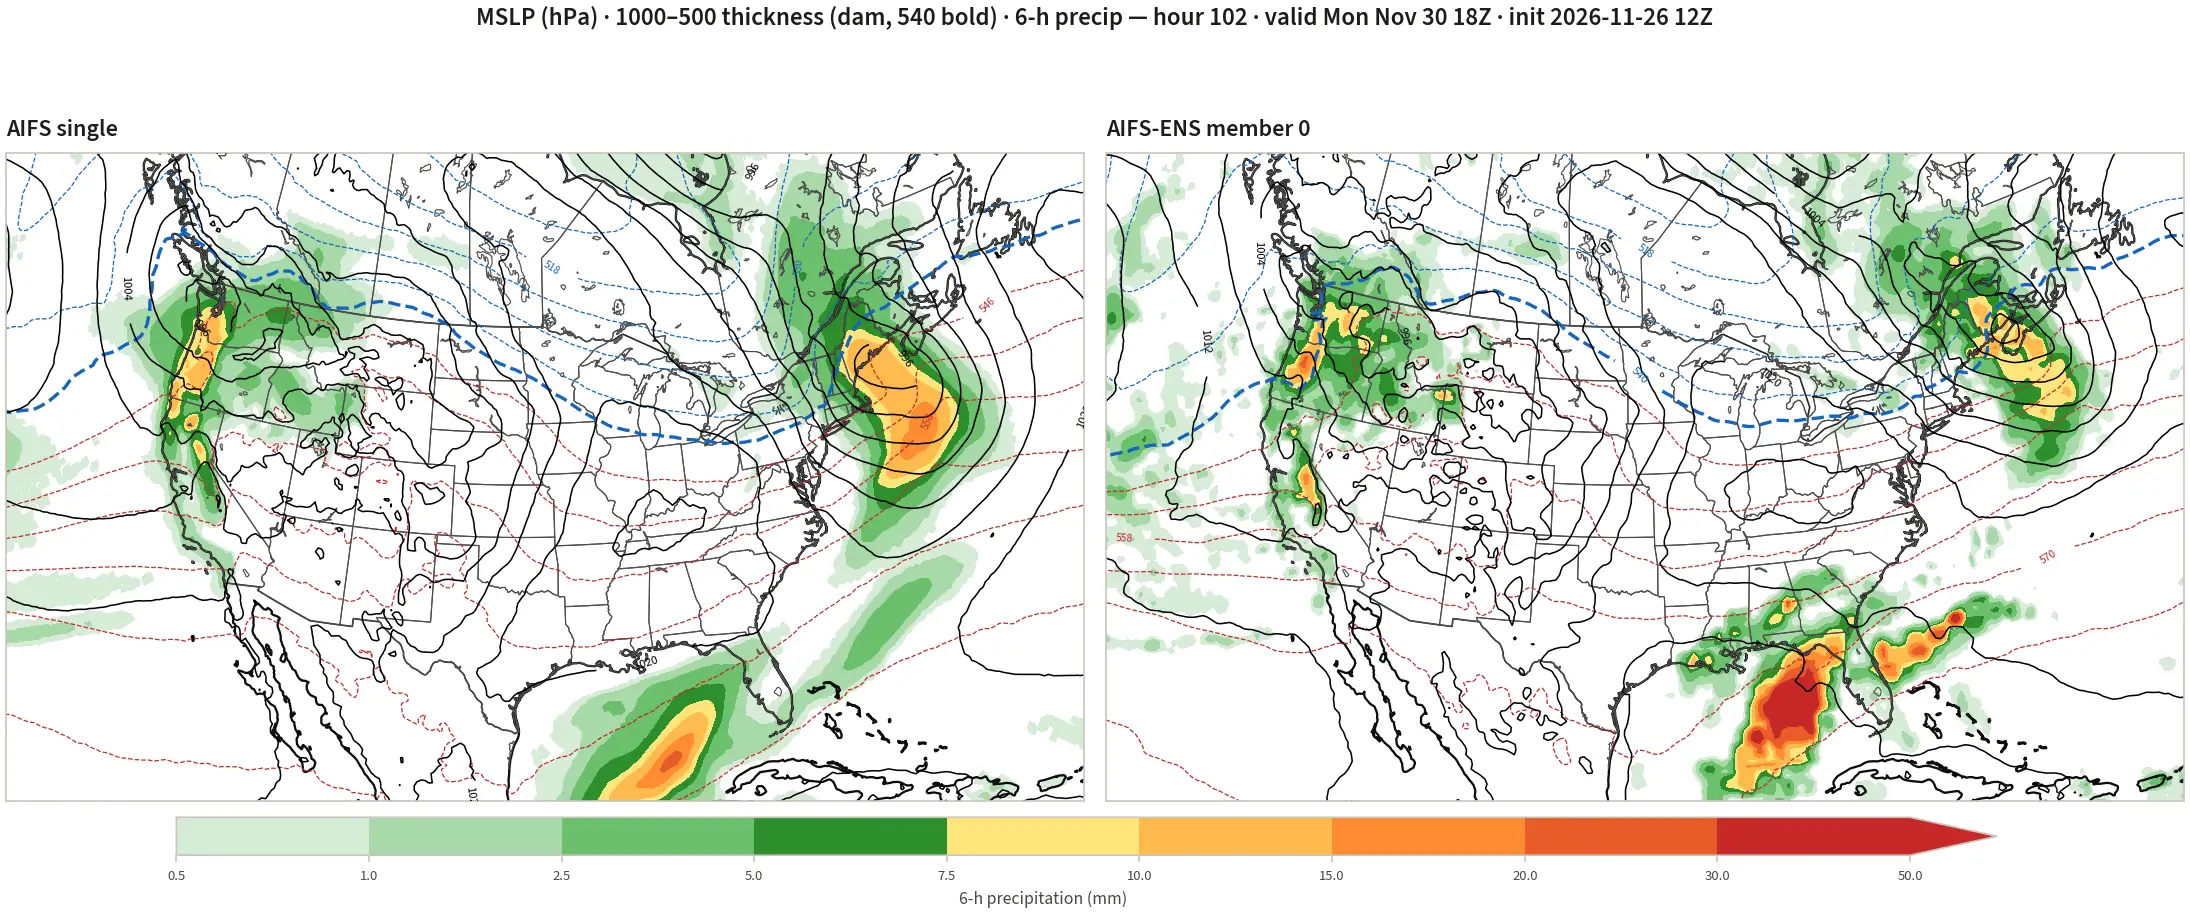 MSLP (hPa) · 1000–500 thickness (dam, 540 bold) · 6-h precip — hour 102 · valid Mon Nov 30 18Z · init 2026-11-26 12Z
AIFS single
AIFS-ENS member 0
1004
518
546
1020
1004
1012
996
540
558
570
0.5 1.0 2.5 5.0 7.5 10.0 15.0 20.0 30.0 50.0
6-h precipitation (mm)